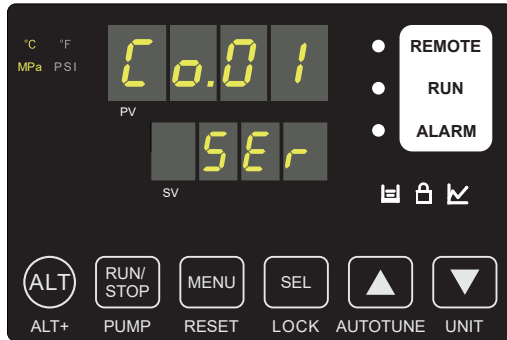 °C °F
MPa PSI
Co.01
PV
SEr
SV
REMOTE
RUN
ALARM
ALT
RUN/
STOP
MENU
SEL
ALT+
PUMP
RESET
LOCK
AUTOTUNE
UNIT